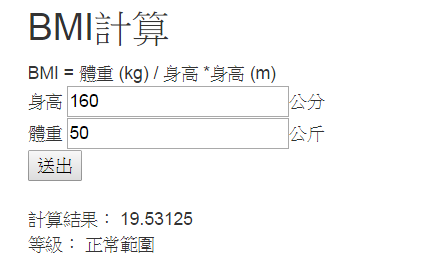 BMI計算
BMI = 體重 (kg) / 身高 *身高 (m)
身高 160 公分
體重 50 公斤
送出
計算結果： 19.53125
等級： 正常範圍